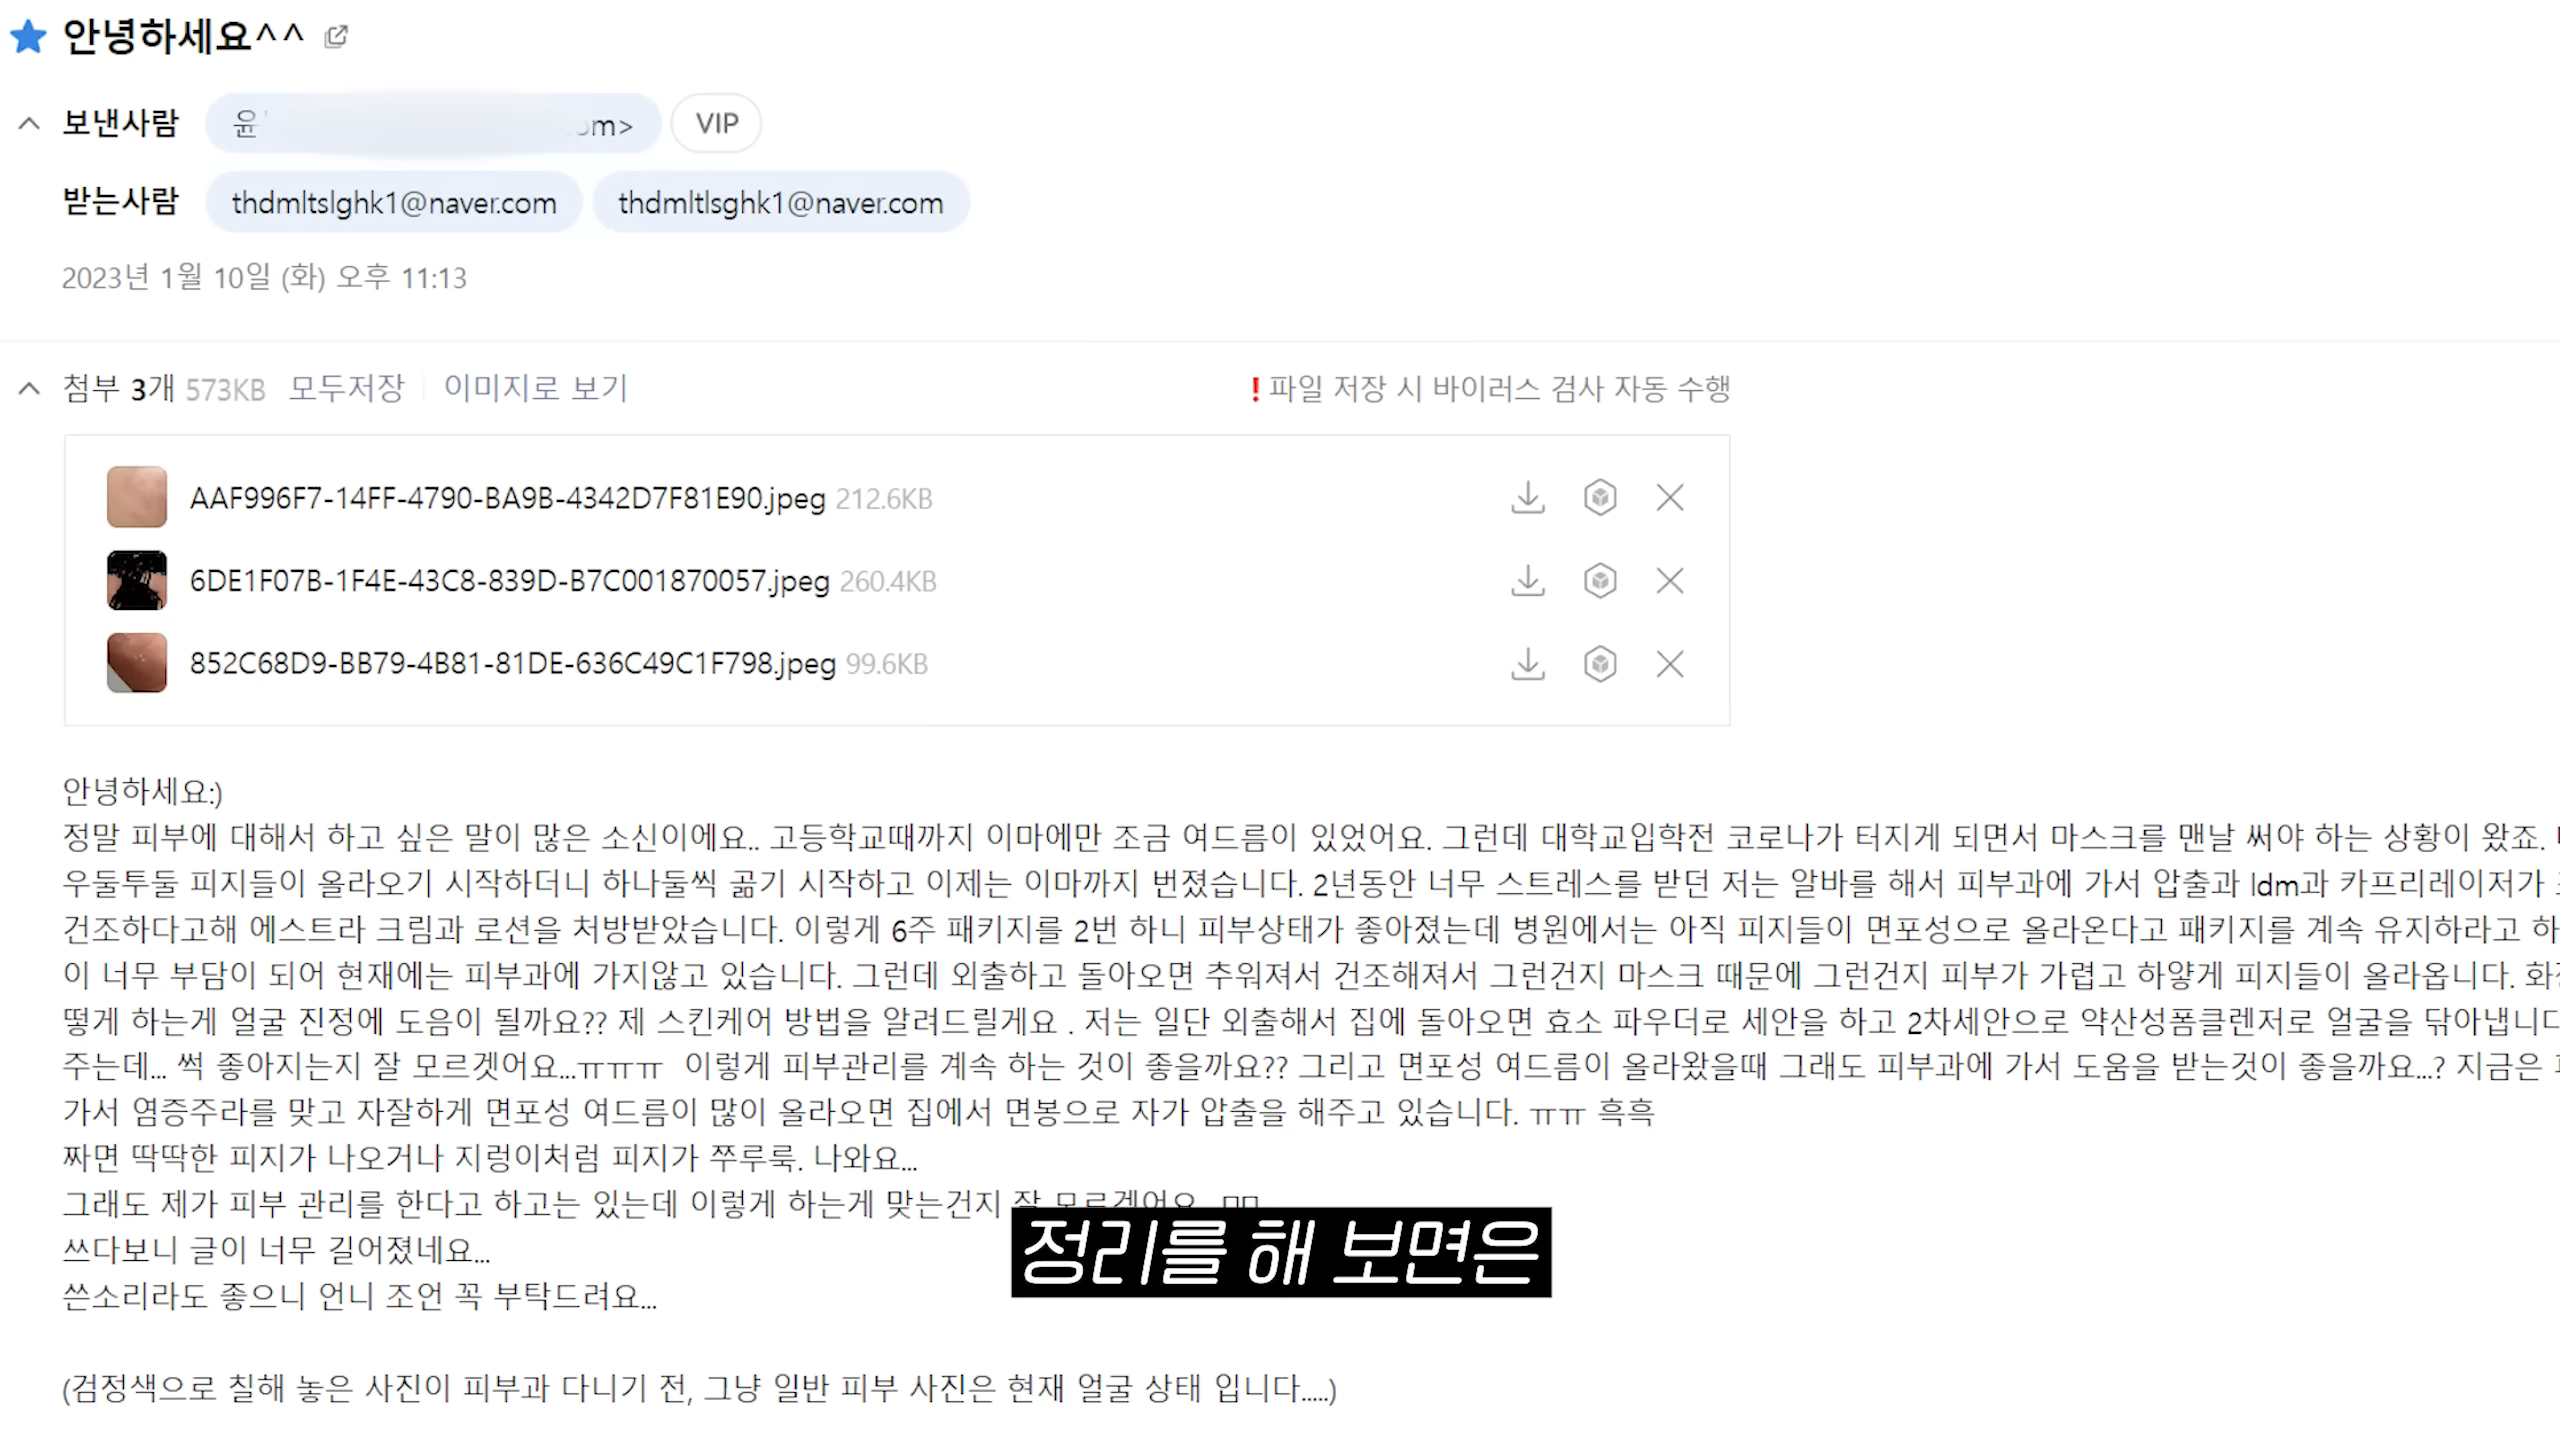 안녕하세요^^
보낸사람 윤 om> VIP
받는사람 thdmltslghk1@naver.com thdmltlsghk1@naver.com
2023년 1월 10일 (화) 오후 11:13
첨부 3개 573KB 모두저장 이미지로 보기 ! 파일 저장 시 바이러스 검사 자동 수행
AAF996F7-14FF-4790-BA9B-4342D7F81E90.jpeg 212.6KB
6DE1F07B-1F4E-43C8-839D-B7C001870057.jpeg 260.4KB
852C68D9-BB79-4B81-81DE-636C49C1F798.jpeg 99.6KB
안녕하세요:)
정말 피부에 대해서 하고 싶은 말이 많은 소신이에요.. 고등학교때까지 이마에만 조금 여드름이 있었어요. 그런데 대학교입학전 코로나가 터지게 되면서 마스크를 맨날 써야 하는 상황이 왔죠.
우둘투둘 피지들이 올라오기 시작하더니 하나둘씩 곪기 시작하고 이제는 이마까지 번졌습니다. 2년동안 너무 스트레스를 받던 저는 알바를 해서 피부과에 가서 압출과 ldm과 카프리레이저가
건조하다고해 에스트라 크림과 로션을 처방받았습니다. 이렇게 6주 패키지를 2번 하니 피부상태가 좋아졌는데 병원에서는 아직 피지들이 면포성으로 올라온다고 패키지를 계속 유지하라고 하
이 너무 부담이 되어 현재에는 피부과에 가지않고 있습니다. 그런데 외출하고 돌아오면 추워져서 건조해져서 그런건지 마스크 때문에 그런건지 피부가 가렵고 하얗게 피지들이 올라옵니다.
떻게 하는게 얼굴 진정에 도음이 될까요?? 제 스킨케어 방법을 알려드릴게요 . 저는 일단 외출해서 집에 돌아오면 효소 파우더로 세안을 하고 2차세안으로 약산성폼클렌저로 얼굴을 닦아냅니다
주는데... 썩 좋아지는지 잘 모르겟어요...ㅠㅠㅠ 이렇게 피부관리를 계속 하는 것이 좋을까요?? 그리고 면포성 여드름이 올라왔을때 그래도 피부과에 가서 도움을 받는것이 좋을까요...? 지금은
가서 염증주라를 맞고 자잘하게 면포성 여드름이 많이 올라오면 집에서 면봉으로 자가 압출을 해주고 있습니다. ㅠㅠ 흑흑
짜면 딱딱한 피지가 나오거나 지렁이처럼 피지가 쭈루룩. 나와요...
그래도 제가 피부 관리를 한다고 하고는 있는데 이렇게 하는게 맞는건지 잘 모르겠어요
쓰다보니 글이 너무 길어졌네요...
정리를 해 보면은
쓴소리라도 좋으니 언니 조언 꼭 부탁드려요...
(검정색으로 칠해 놓은 사진이 피부과 다니기 전, 그냥 일반 피부 사진은 현재 얼굴 상태 입니다.....)